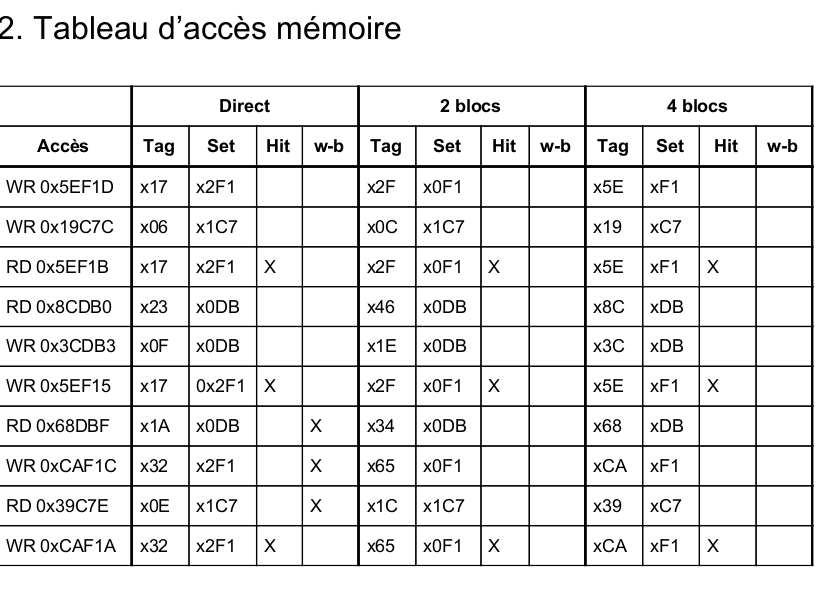 2. Tableau d’accès mémoire
Direct 2 blocs 4 blocs
Accès Tag Set Hit w-b Tag Set Hit w-b Tag Set Hit w-b
WR 0x5EF1D x17 x2F1 x2F x0F1 x5E xF1
WR 0x19C7C x06 x1C7 x0C x1C7 x19 xC7
RD 0x5EF1B x17 x2F1 X x2F x0F1 X x5E xF1 X
RD 0x8CDB0 x23 x0DB x46 x0DB x8C xDB
WR 0x3CDB3 x0F x0DB x1E x0DB x3C xDB
WR 0x5EF15 x17 0x2F1 X x2F x0F1 X x5E xF1 X
RD 0x68DBF x1A x0DB X x34 x0DB x68 xDB
WR 0xCAF1C x32 x2F1 X x65 x0F1 xCA xF1
RD 0x39C7E x0E x1C7 X x1C x1C7 x39 xC7
WR 0xCAF1A x32 x2F1 X x65 x0F1 X xCA xF1 X